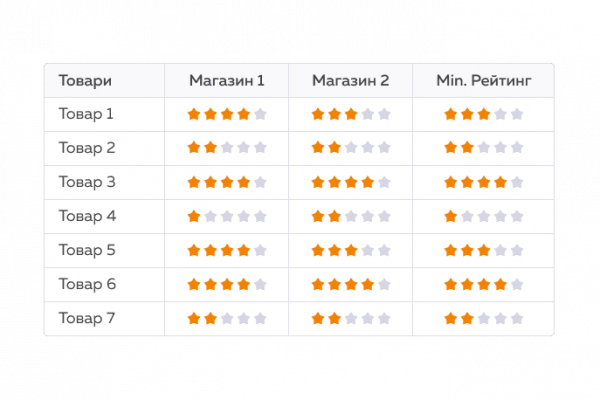 Товари Магазин 1 Магазин 2 Min. Рейтинг
Товар 1
Товар 2
Товар 3
Товар 4
Товар 5
Товар 6
Товар 7